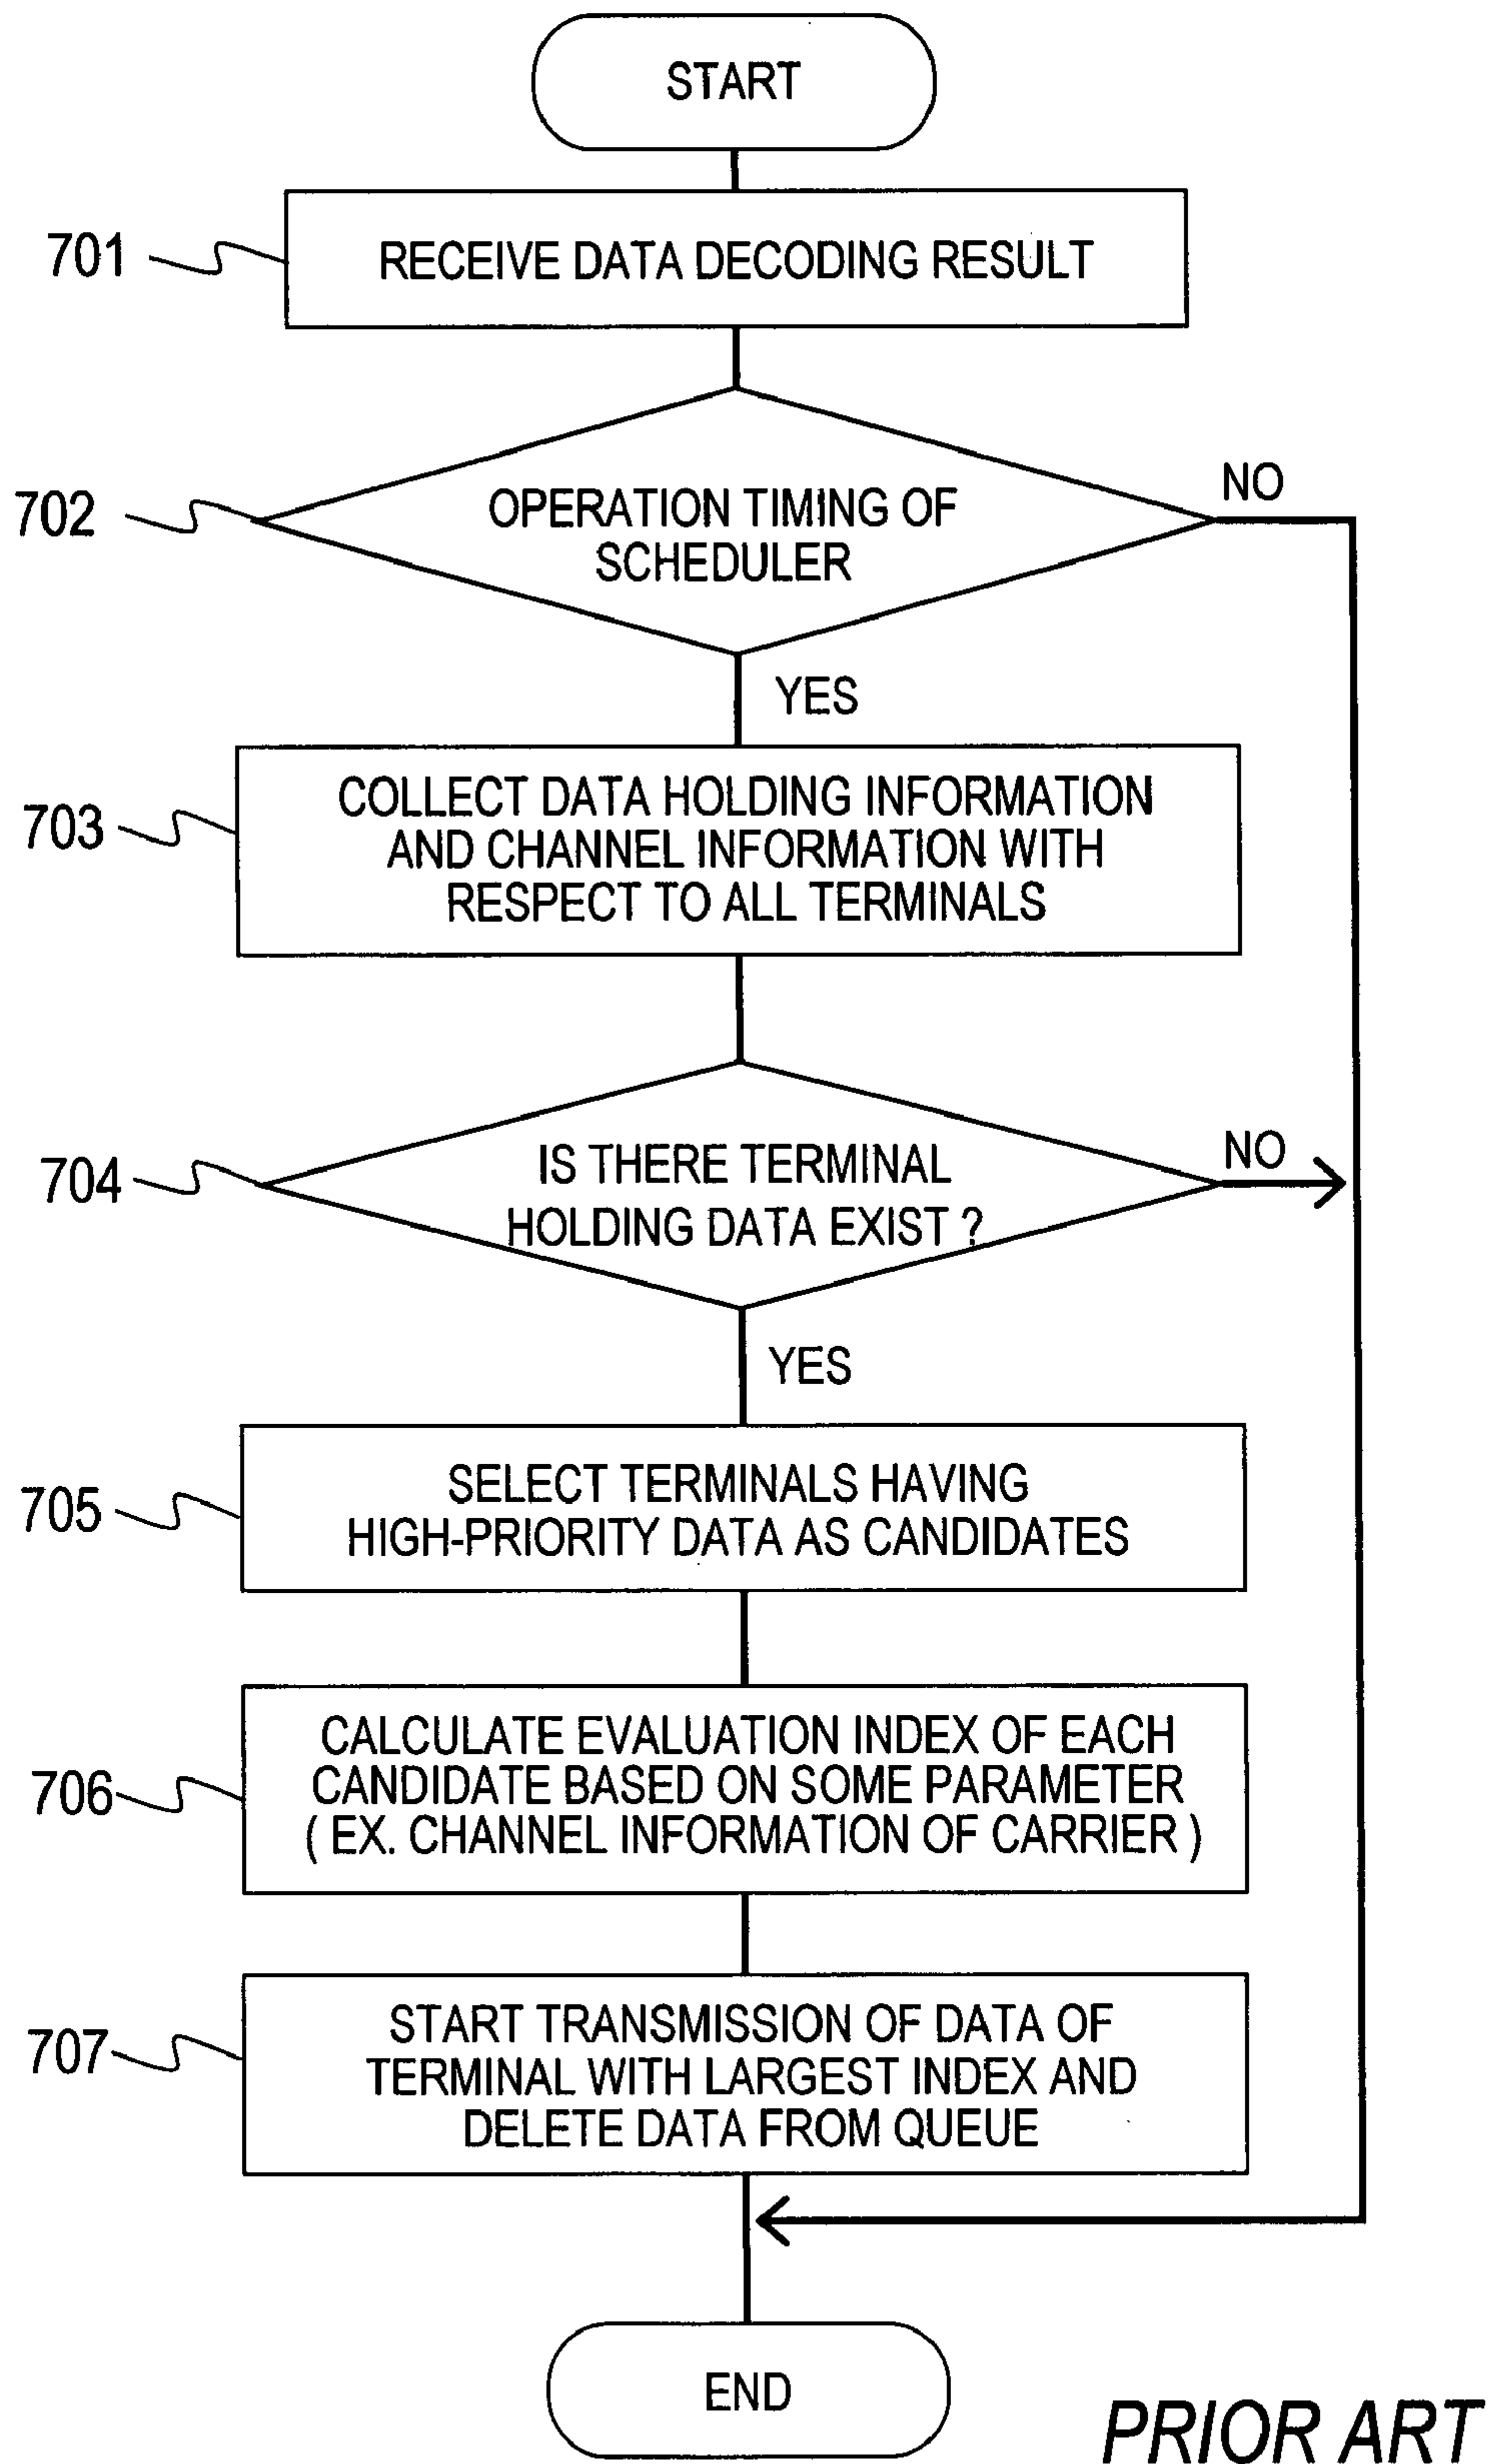 START
701
RECEIVE DATA DECODING RESULT
702
OPERATION TIMING OF
SCHEDULER
NO
YES
703
COLLECT DATA HOLDING INFORMATION
AND CHANNEL INFORMATION WITH
RESPECT TO ALL TERMINALS
704
IS THERE TERMINAL
HOLDING DATA EXIST ?
NO
YES
705
SELECT TERMINALS HAVING
HIGH-PRIORITY DATA AS CANDIDATES
706
CALCULATE EVALUATION INDEX OF EACH
CANDIDATE BASED ON SOME PARAMETER
( EX. CHANNEL INFORMATION OF CARRIER )
707
START TRANSMISSION OF DATA OF
TERMINAL WITH LARGEST INDEX AND
DELETE DATA FROM QUEUE
END
PRIOR ART